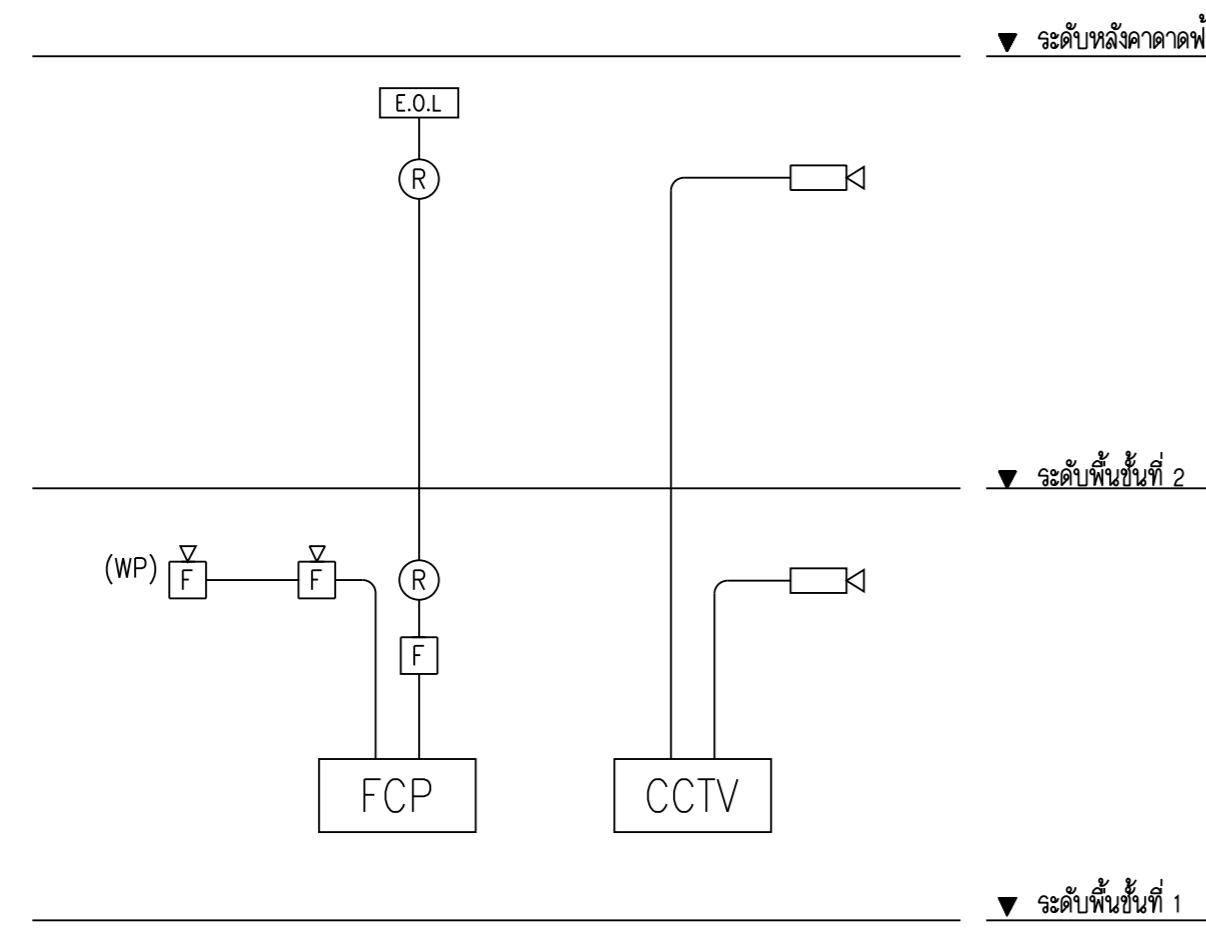 ▼ ระดับหลังคาดาดฟ้
E.O.L
R
▼ ระดับพื้นชั้นที่ 2
(WP) F F R
F
FCP CCTV
▼ ระดับพื้นชั้นที่ 1